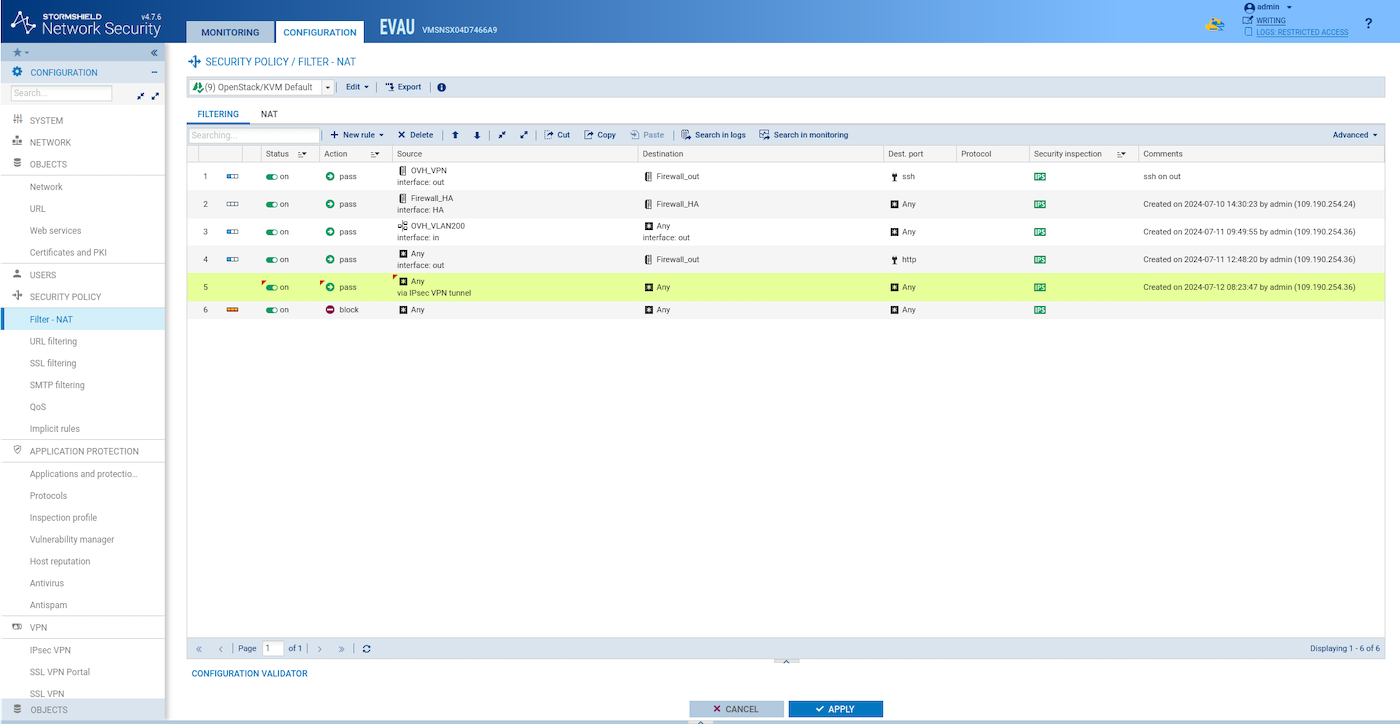 STORMSHIELD v4.7.6
Network Security
MONITORING
CONFIGURATION
EVAU VMSNSX04D7466A9
admin
WRITING
LOGS: RESTRICTED ACCESS
?
CONFIGURATION
Search...
SYSTEM
NETWORK
OBJECTS
Network
URL
Web services
Certificates and PKI
USERS
SECURITY POLICY
Filter - NAT
URL filtering
SSL filtering
SMTP filtering
QoS
Implicit rules
APPLICATION PROTECTION
Applications and protectio...
Protocols
Inspection profile
Vulnerability manager
Host reputation
Antivirus
Antispam
VPN
IPsec VPN
SSL VPN Portal
SSL VPN
OBJECTS
SECURITY POLICY / FILTER - NAT
(9) OpenStack/KVM Default Edit Export
FILTERING NAT
Searching... New rule Delete Cut Copy Paste Search in logs Search in monitoring Advanced
Status Action Source Destination Dest. port Protocol Security inspection Comments
1 on pass OVH_VPN Firewall_out ssh IPS ssh on out
interface: out
2 on pass Firewall_HA Firewall_HA Any IPS Created on 2024-07-10 14:30:23 by admin (109.190.254.24)
interface: HA
3 on pass OVH_VLAN200 Any Any IPS Created on 2024-07-11 09:49:55 by admin (109.190.254.36)
interface: in interface: out
4 on pass Any Firewall_out http IPS Created on 2024-07-11 12:48:20 by admin (109.190.254.36)
interface: out
5 on pass Any Any Any IPS Created on 2024-07-12 08:23:47 by admin (109.190.254.36)
via IPsec VPN tunnel
6 on block Any Any Any IPS
Page 1 of 1 Displaying 1 - 6 of 6
CONFIGURATION VALIDATOR
CANCEL APPLY